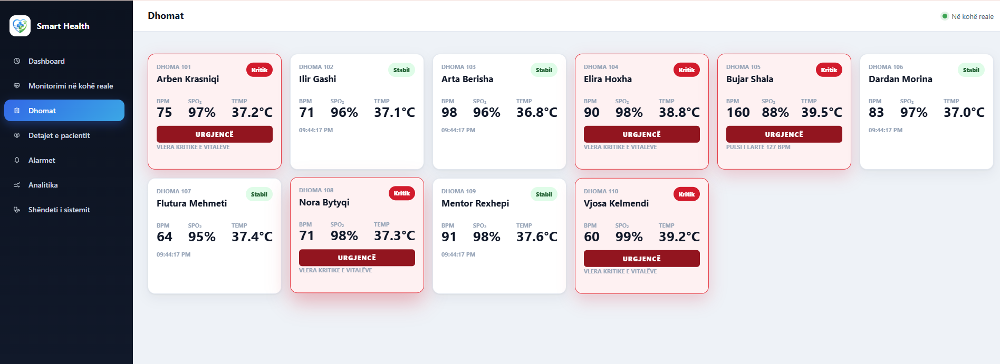 Smart Health
Dashboard
Monitorimi në kohë reale
Dhomat
Detajet e pacientit
Alarmet
Analitika
Shëndeti i sistemit
Dhomat
Në kohë reale
DHOMA 101
Kritik
Arben Krasniqi
BPM SPO₂ TEMP
75 97% 37.2°C
URGJENCË
VLERA KRITIKE E VITALËVE
DHOMA 102
Stabil
Ilir Gashi
BPM SPO₂ TEMP
71 96% 37.1°C
09:44:17 PM
DHOMA 103
Stabil
Arta Berisha
BPM SPO₂ TEMP
98 96% 36.8°C
09:44:17 PM
DHOMA 104
Kritik
Elira Hoxha
BPM SPO₂ TEMP
90 98% 38.8°C
URGJENCË
VLERA KRITIKE E VITALËVE
DHOMA 105
Kritik
Bujar Shala
BPM SPO₂ TEMP
160 88% 39.5°C
URGJENCË
PULSI I LARTË 127 BPM
DHOMA 106
Stabil
Dardan Morina
BPM SPO₂ TEMP
83 97% 37.0°C
09:44:17 PM
DHOMA 107
Stabil
Flutura Mehmeti
BPM SPO₂ TEMP
64 95% 37.4°C
09:44:17 PM
DHOMA 108
Kritik
Nora Bytyqi
BPM SPO₂ TEMP
71 98% 37.3°C
URGJENCË
VLERA KRITIKE E VITALËVE
DHOMA 109
Stabil
Mentor Rexhepi
BPM SPO₂ TEMP
91 98% 37.6°C
09:44:17 PM
DHOMA 110
Kritik
Vjosa Kelmendi
BPM SPO₂ TEMP
60 99% 39.2°C
URGJENCË
VLERA KRITIKE E VITALËVE